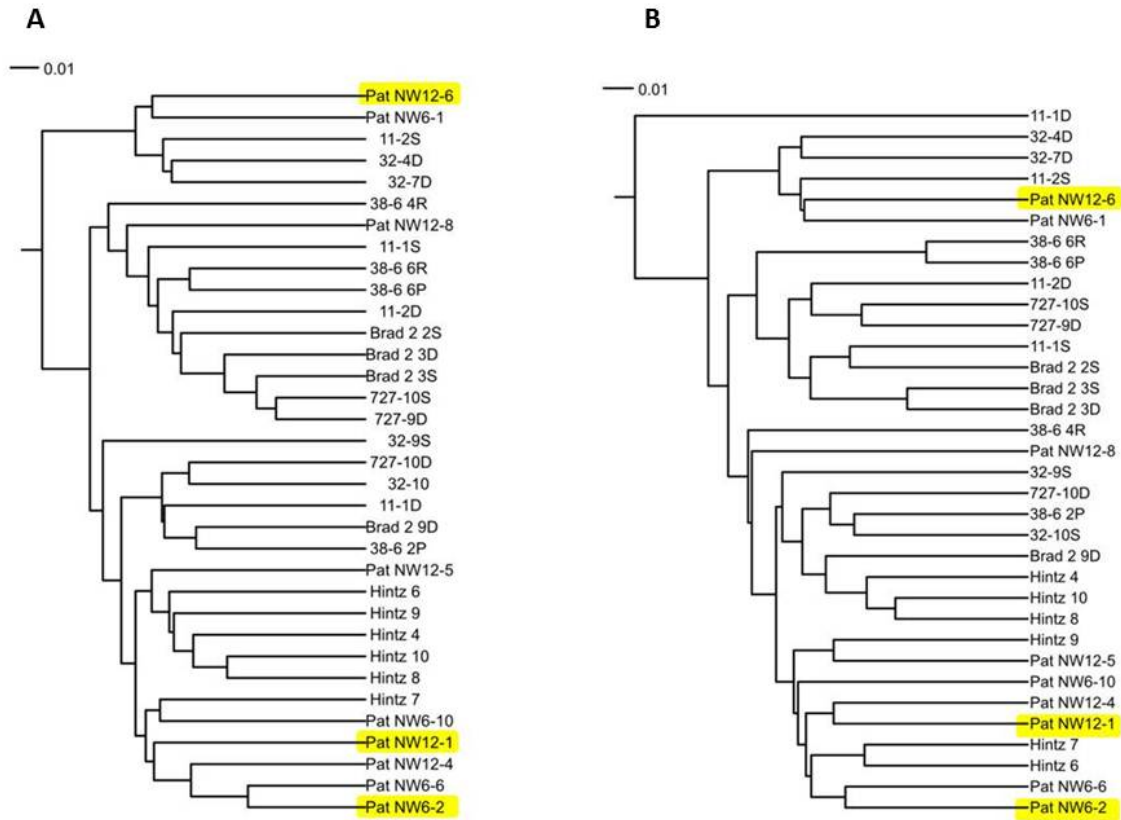 A
0.01
Pat NW12-6
Pat NW6-1
11-2S
32-4D
32-7D
38-6 4R
Pat NW12-8
11-1S
38-6 6R
38-6 6P
11-2D
Brad 2 2S
Brad 2 3D
Brad 2 3S
727-10S
727-9D
32-9S
727-10D
32-10
11-1D
Brad 2 9D
38-6 2P
Pat NW12-5
Hintz 6
Hintz 9
Hintz 4
Hintz 10
Hintz 8
Hintz 7
Pat NW6-10
Pat NW12-1
Pat NW12-4
Pat NW6-6
Pat NW6-2
B
0.01
11-1D
32-4D
32-7D
11-2S
Pat NW12-6
Pat NW6-1
38-6 6R
38-6 6P
11-2D
727-10S
727-9D
11-1S
Brad 2 2S
Brad 2 3S
Brad 2 3D
38-6 4R
Pat NW12-8
32-9S
727-10D
38-6 2P
32-10S
Brad 2 9D
Hintz 4
Hintz 10
Hintz 8
Hintz 9
Pat NW12-5
Pat NW6-10
Pat NW12-4
Pat NW12-1
Hintz 7
Hintz 6
Pat NW6-6
Pat NW6-2